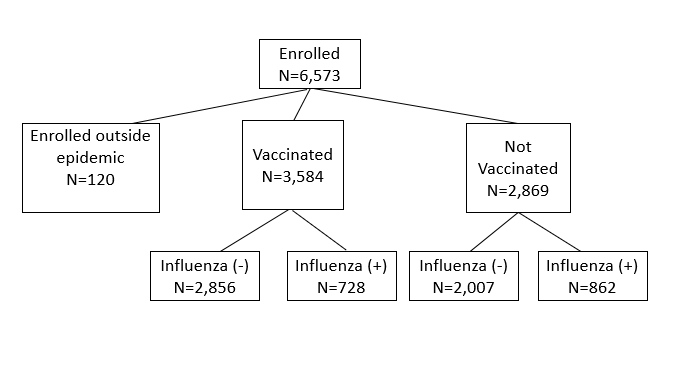 Enrolled
N=6,573
Enrolled outside
epidemic
N=120
Vaccinated
N=3,584
Not
Vaccinated
N=2,869
Influenza (-)
N=2,856
Influenza (+)
N=728
Influenza (-)
N=2,007
Influenza (+)
N=862